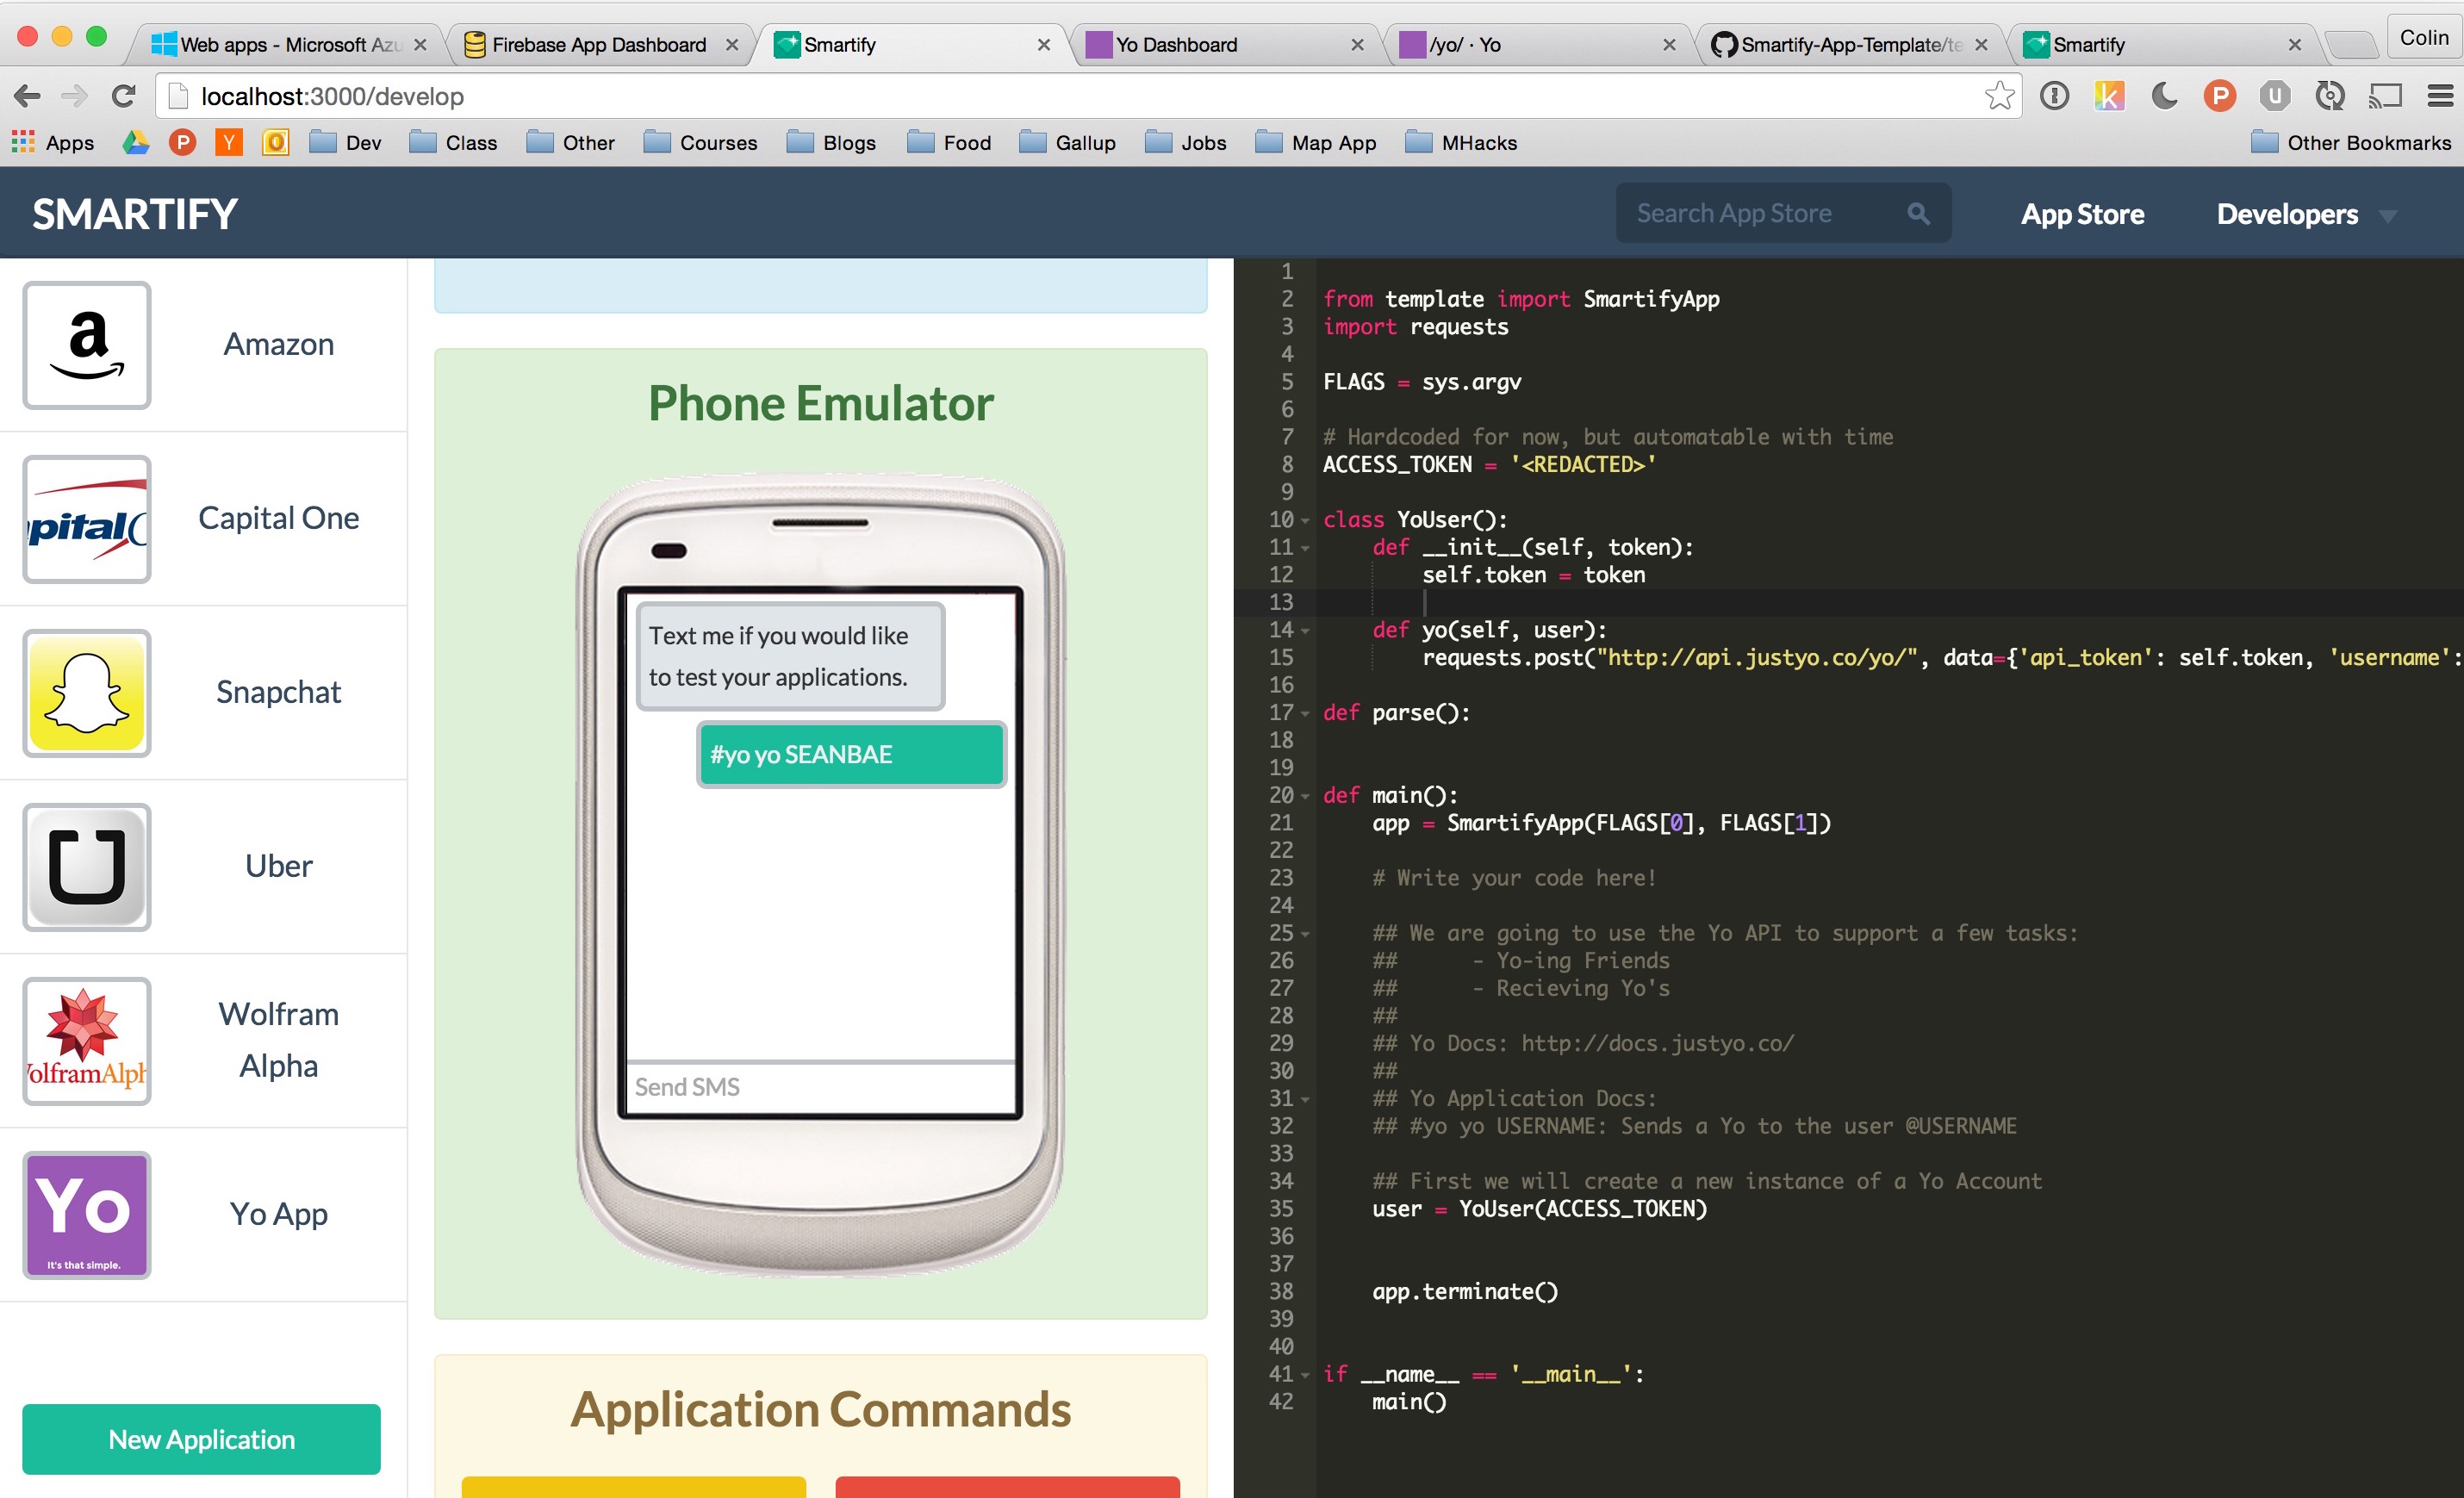 Web apps - Microsoft Azu
Firebase App Dashboard
Smartify
Yo Dashboard
/yo/ · Yo
Smartify-App-Template/te
Smartify
Colin
localhost:3000/develop
Apps
Dev
Class
Other
Courses
Blogs
Food
Gallup
Jobs
Map App
MHacks
Other Bookmarks
SMARTIFY
Search App Store
App Store
Developers
Amazon
pital
Capital One
Snapchat
Uber
Wolfram
Alpha
olframAlph
Yo
It's that simple.
Yo App
New Application
Phone Emulator
Text me if you would like
to test your applications.
#yo yo SEANBAE
Send SMS
Application Commands
1
2 from template import SmartifyApp
3 import requests
4
5 FLAGS = sys.argv
6
7 # Hardcoded for now, but automatable with time
8 ACCESS_TOKEN = '<REDACTED>'
9
10 class YoUser():
11     def __init__(self, token):
12         self.token = token
13
14     def yo(self, user):
15         requests.post("http://api.justyo.co/yo/", data={'api_token': self.token, 'username':
16
17 def parse():
18
19
20 def main():
21     app = SmartifyApp(FLAGS[0], FLAGS[1])
22
23     # Write your code here!
24
25     ## We are going to use the Yo API to support a few tasks:
26     ##      - Yo-ing Friends
27     ##      - Recieving Yo's
28     ##
29     ## Yo Docs: http://docs.justyo.co/
30     ##
31     ## Yo Application Docs:
32     ## #yo yo USERNAME: Sends a Yo to the user @USERNAME
33
34     ## First we will create a new instance of a Yo Account
35     user = YoUser(ACCESS_TOKEN)
36
37
38     app.terminate()
39
40
41 if __name__ == '__main__':
42     main()